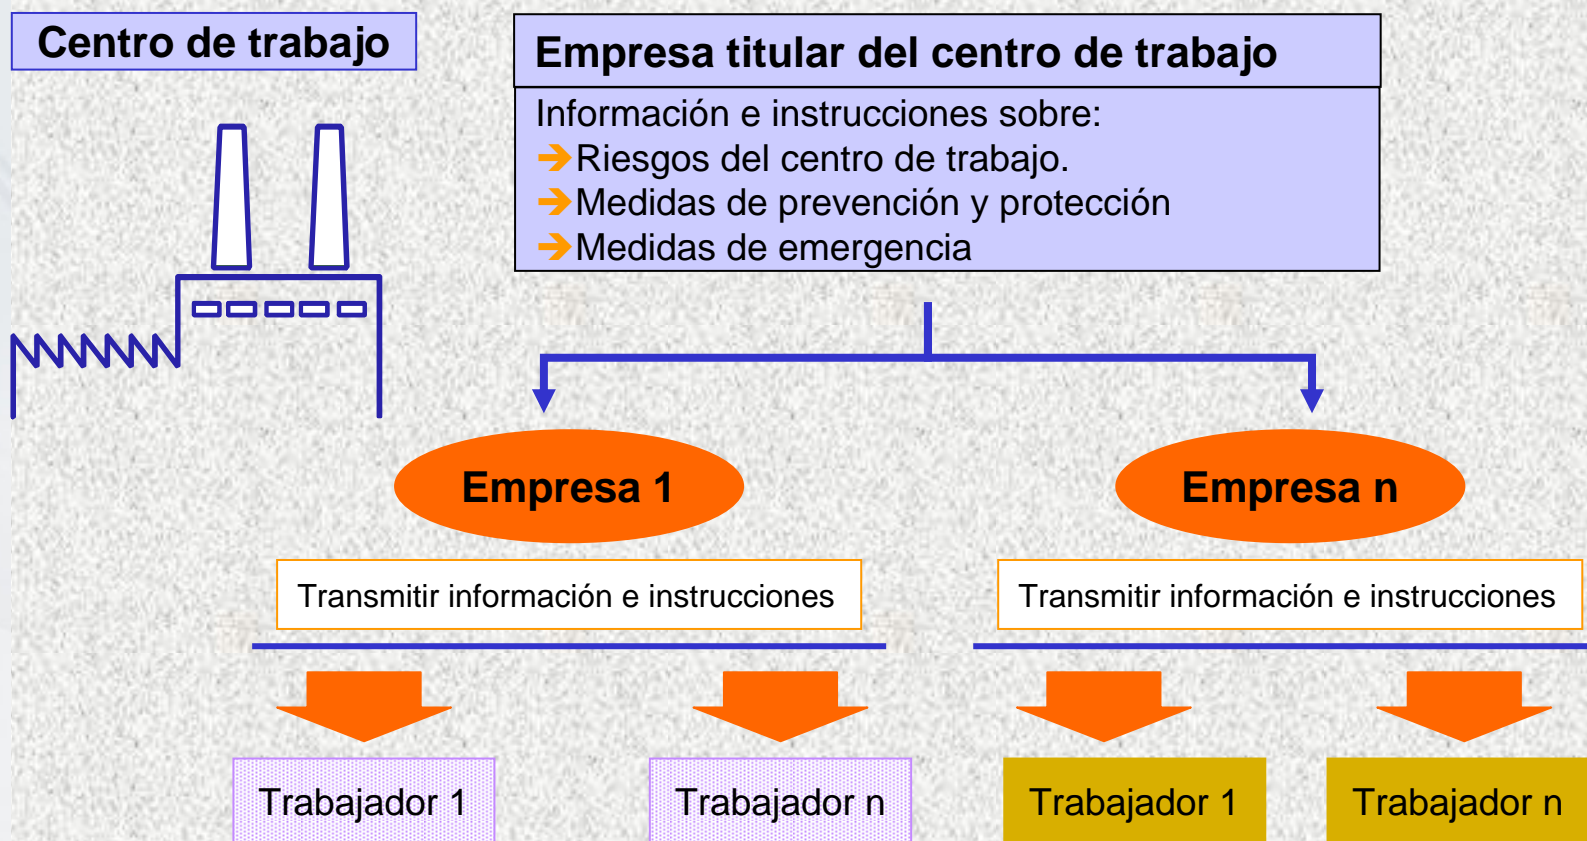 Centro de trabajo
Empresa titular del centro de trabajo
Información e instrucciones sobre:
➔Riesgos del centro de trabajo.
➔Medidas de prevención y protección
➔Medidas de emergencia
Empresa 1
Empresa n
Transmitir información e instrucciones
Transmitir información e instrucciones
Trabajador 1
Trabajador n
Trabajador 1
Trabajador n